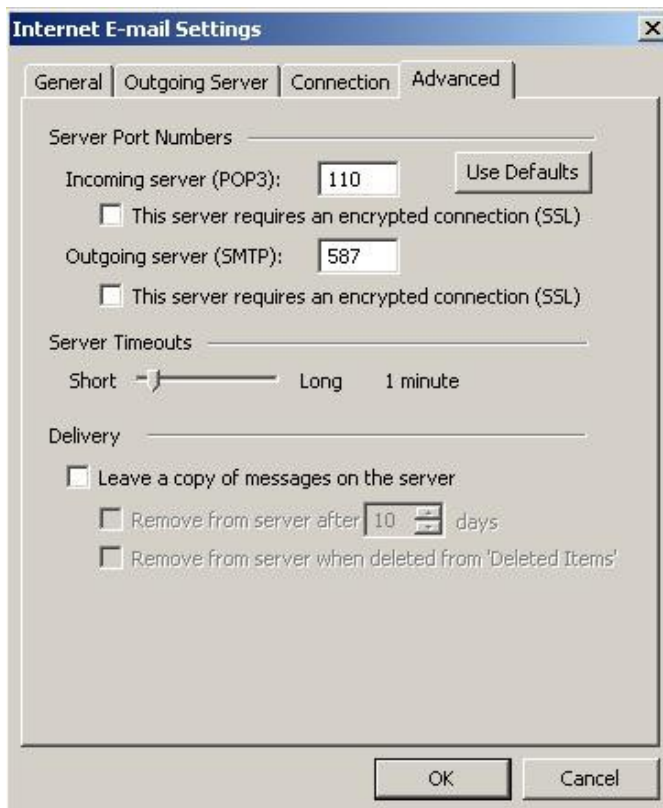 Internet E-mail Settings
General Outgoing Server Connection Advanced
Server Port Numbers
Incoming server (POP3): 110 Use Defaults
This server requires an encrypted connection (SSL)
Outgoing server (SMTP): 587
This server requires an encrypted connection (SSL)
Server Timeouts
Short Long 1 minute
Delivery
Leave a copy of messages on the server
Remove from server after 10 days
Remove from server when deleted from 'Deleted Items'
OK Cancel